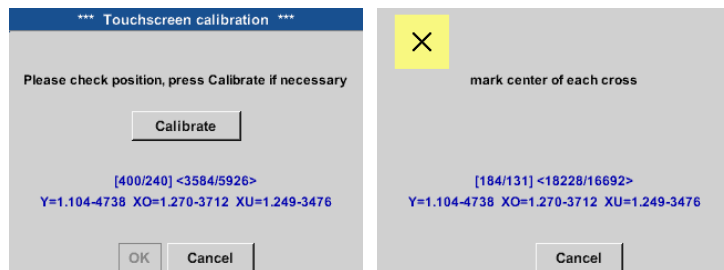 *** Touchscreen calibration ***
Please check position, press Calibrate if necessary
Calibrate
[400/240] <3584/5926>
Y=1.104-4738 XO=1.270-3712 XU=1.249-3476
OK
Cancel
mark center of each cross
[184/131] <18228/16692>
Y=1.104-4738 XO=1.270-3712 XU=1.249-3476
Cancel